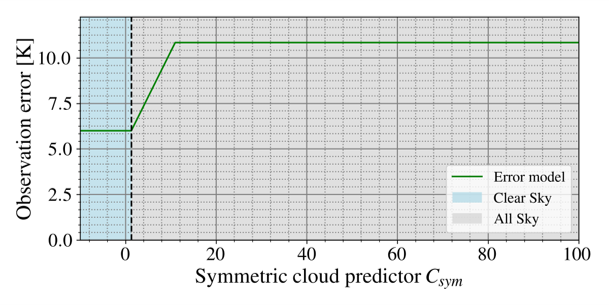 Observation error [K]
10.0
7.5
5.0
2.5
0.0
Error model
Clear Sky
All Sky
0 20 40 60 80 100
Symmetric cloud predictor C_sym